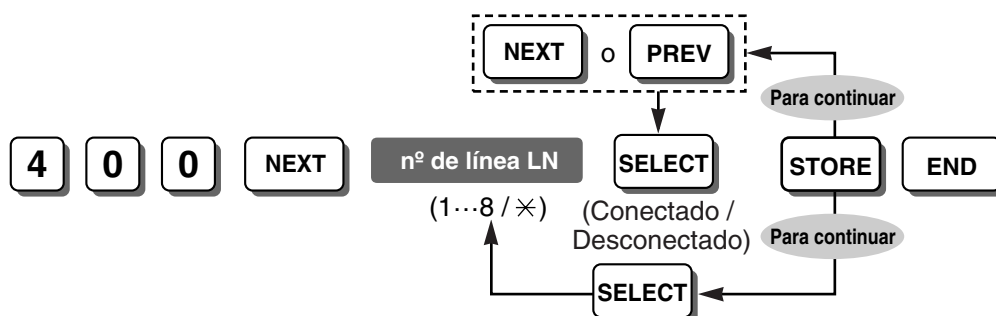 NEXT o PREV
Para continuar
4 0 0 NEXT nº de línea LN SELECT STORE END
(1···8 / ✳) (Conectado / Desconectado)
Para continuar
SELECT